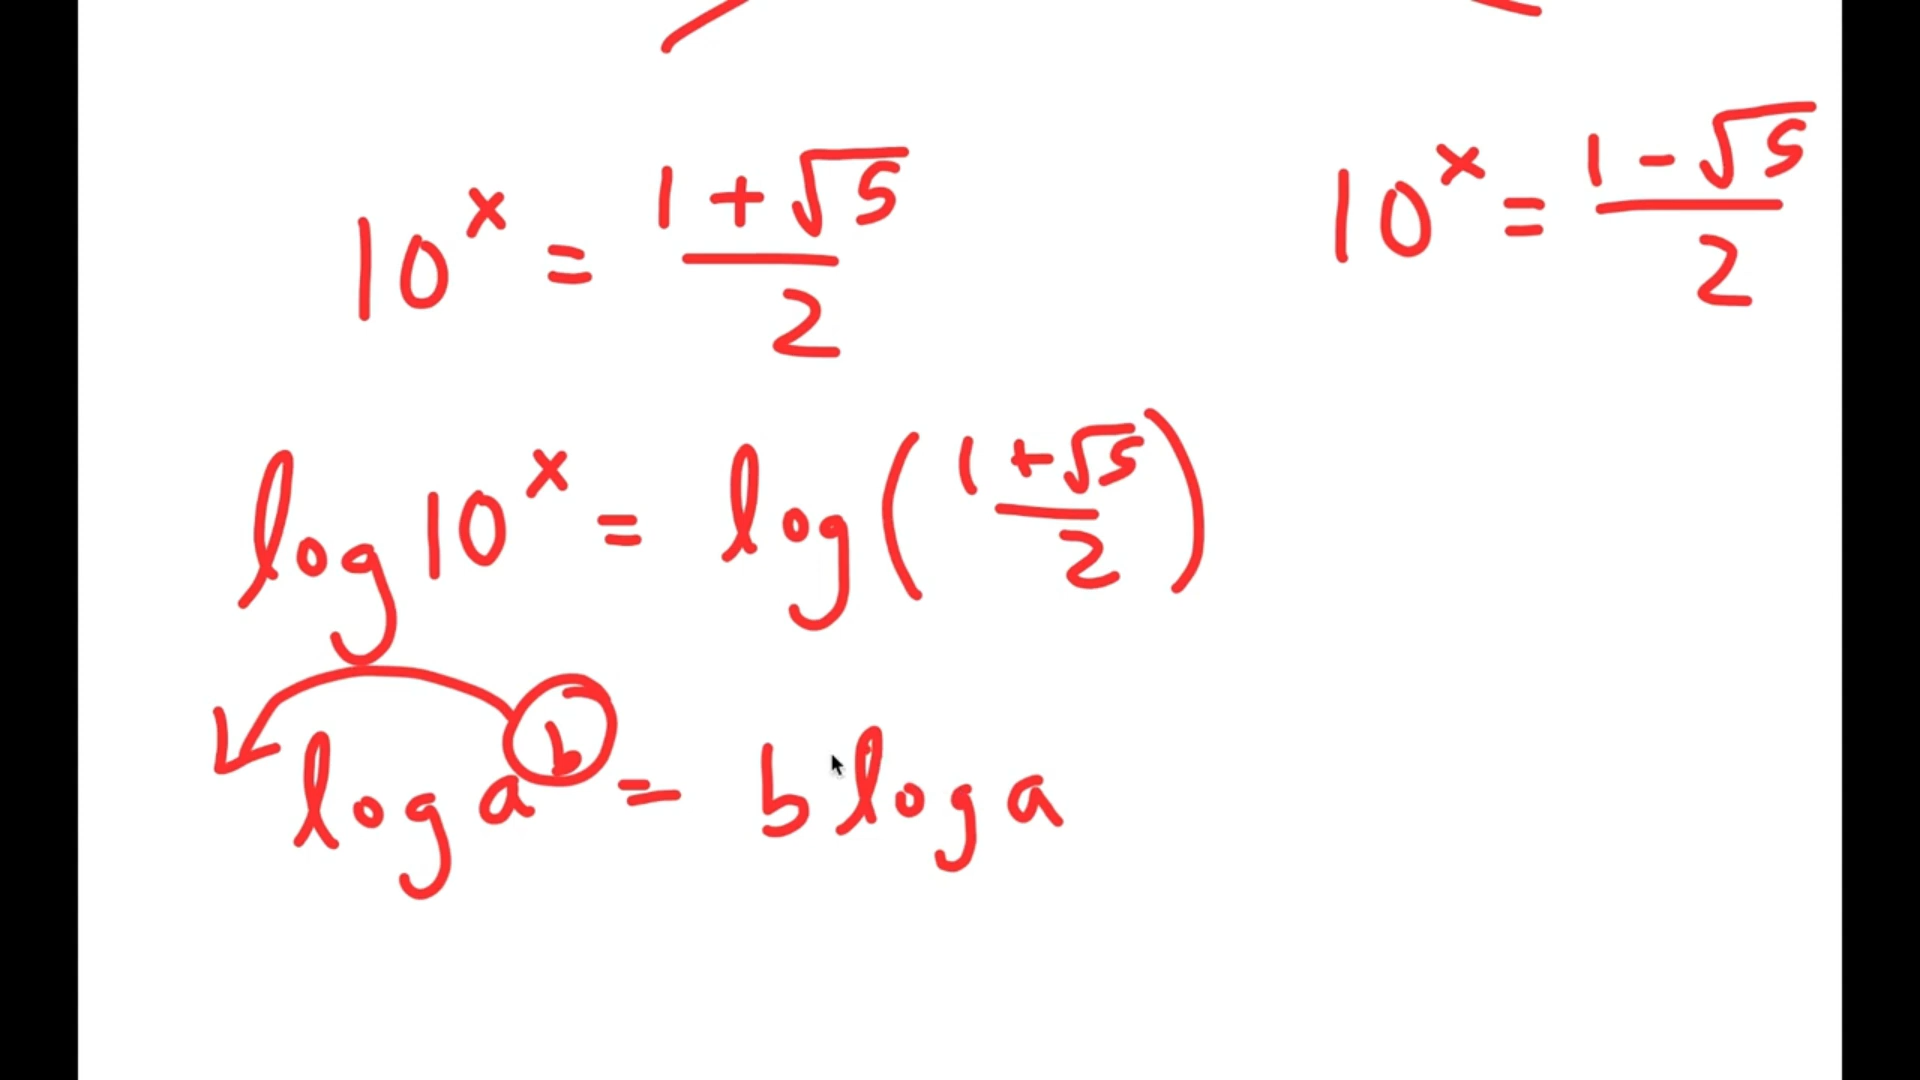 10^x = (1 + √5)/2
10^x = (1 - √5)/2
log 10^x = log((1 + √5)/2)
log a^b = b log a